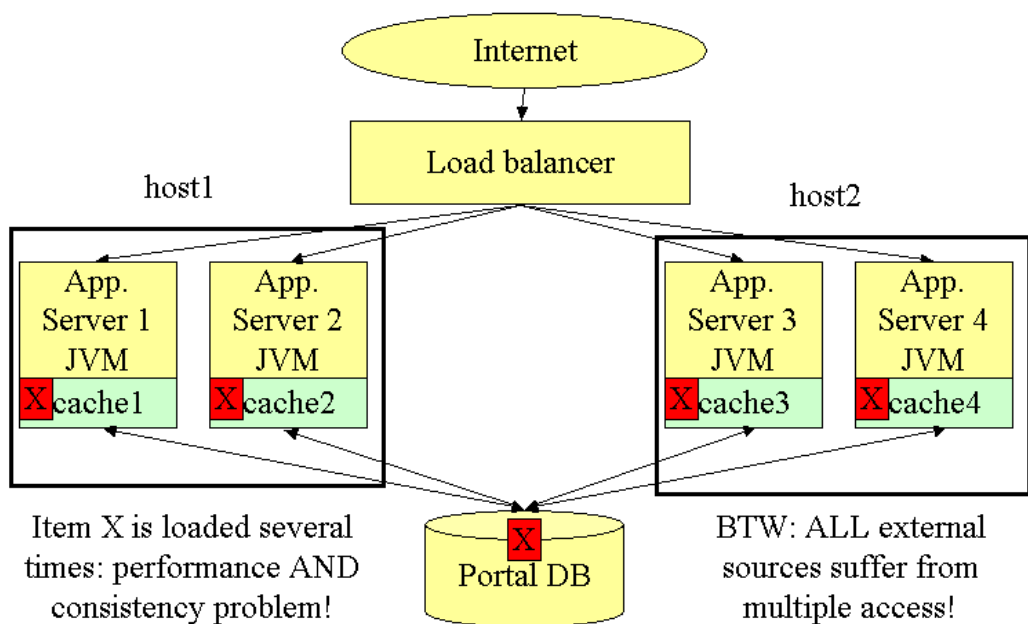 Internet
Load balancer
host1
host2
App.
Server 1
JVM
X cache1
App.
Server 2
JVM
X cache2
App.
Server 3
JVM
X cache3
App.
Server 4
JVM
X cache4
Item X is loaded several
times: performance AND
consistency problem!
X
Portal DB
BTW: ALL external
sources suffer from
multiple access!